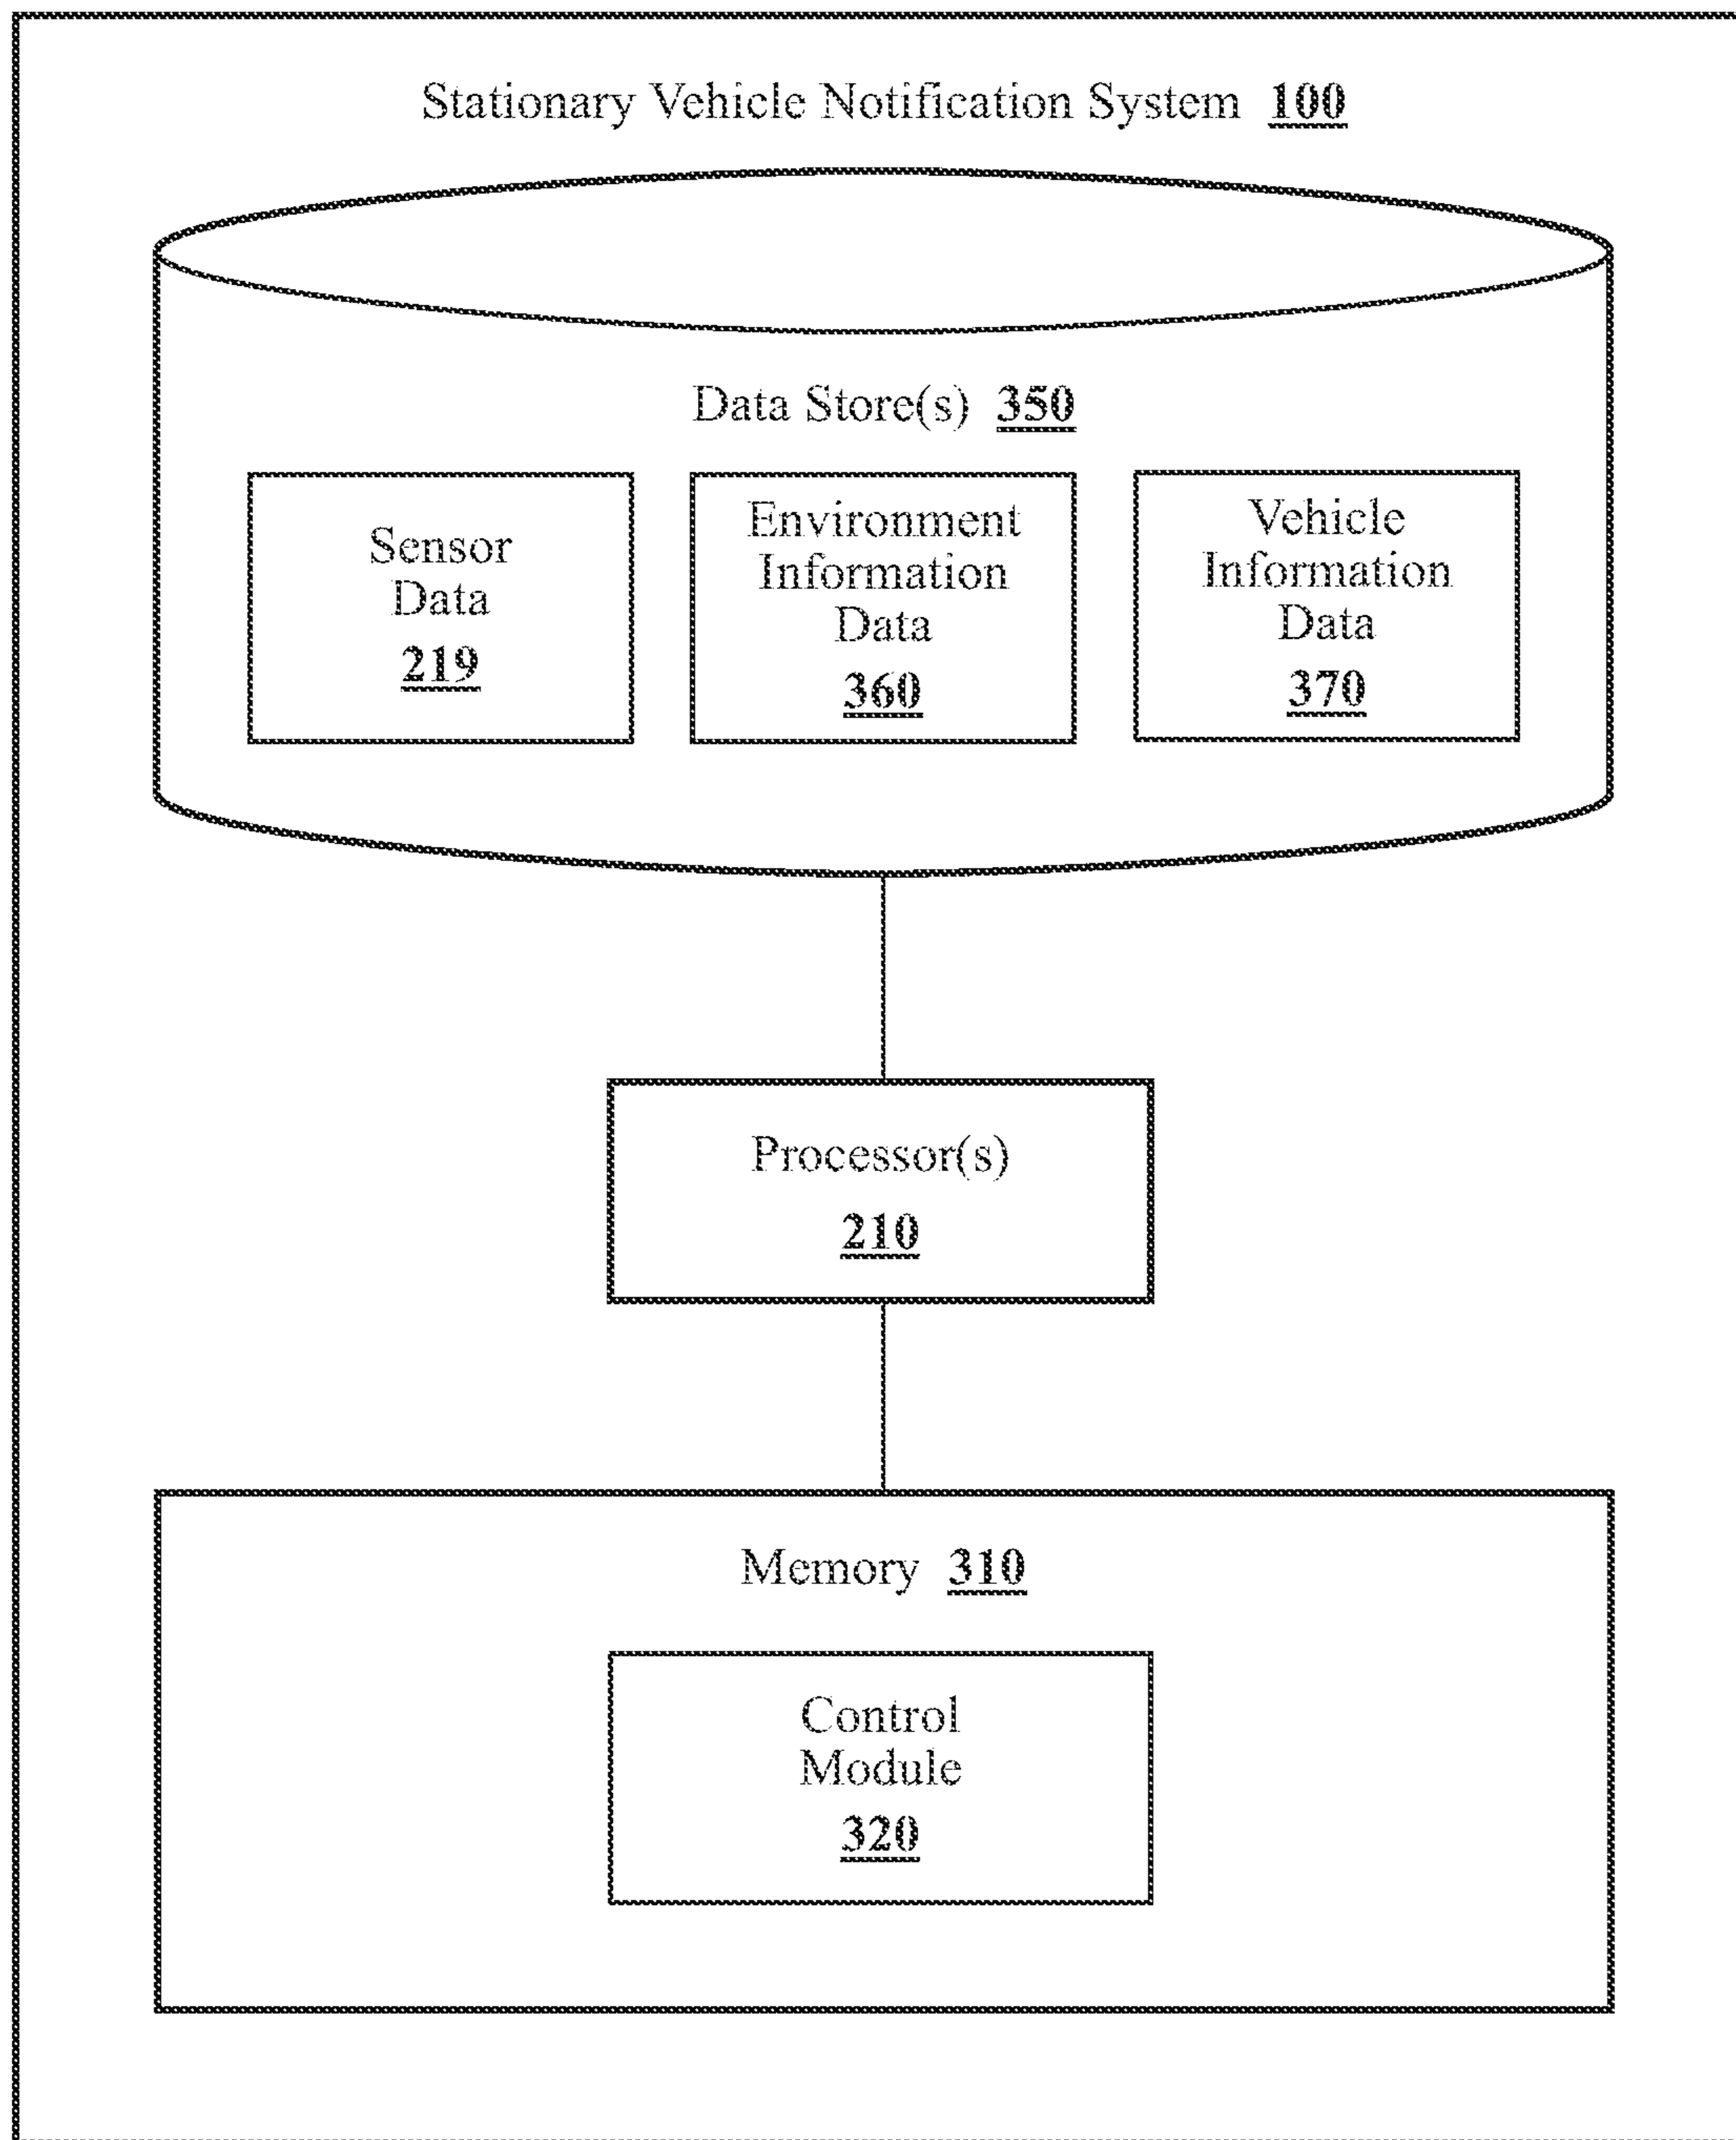 Stationary Vehicle Notification System 100
Data Store(s) 350
Sensor
Data
219
Environment
Information
Data
360
Vehicle
Information
Data
370
Processor(s)
210
Memory 310
Control
Module
320